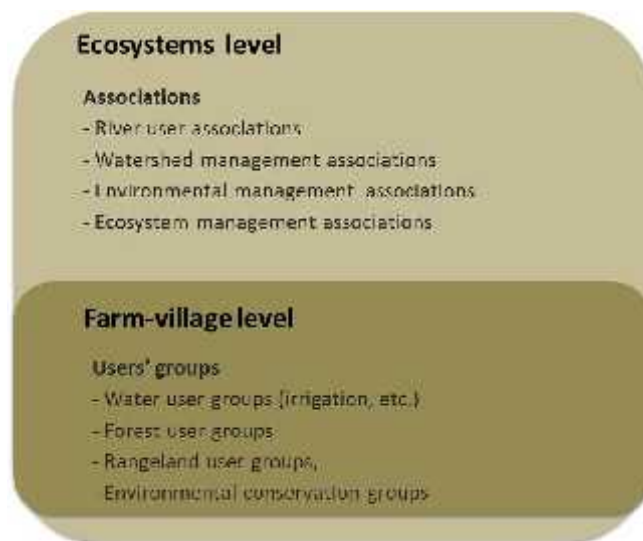 Ecosystems level
Associations
- River user associations
- Watershed management associations
- Environmental management associations
- Ecosystem management associations
Farm-village level
Users' groups
- Water user groups (irrigation, etc.)
- Forest user groups
- Rangeland user groups,
Environmental conservation groups